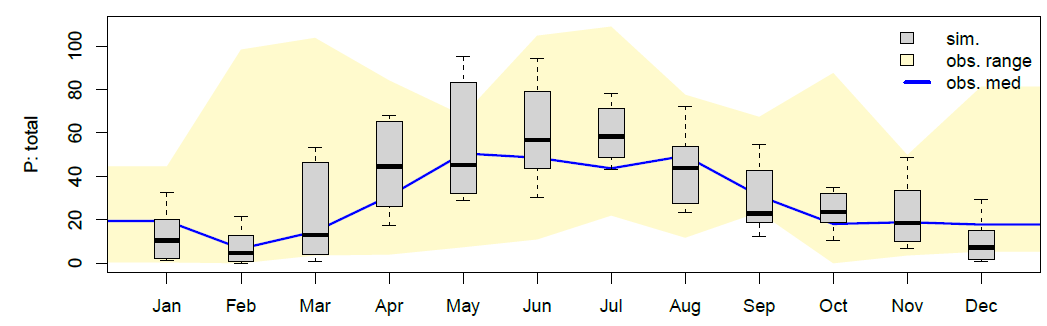 sim.
obs. range
obs. med
P: total
100
80
60
40
20
0
Jan Feb Mar Apr May Jun Jul Aug Sep Oct Nov Dec